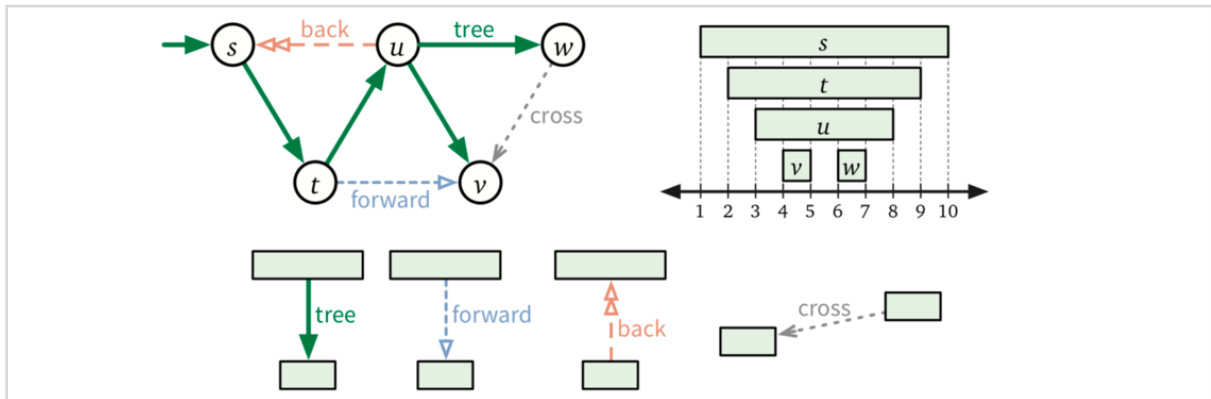 s
back
u
tree
w
cross
t
forward
v
s
t
u
v w
1 2 3 4 5 6 7 8 9 10
tree
forward
back
cross